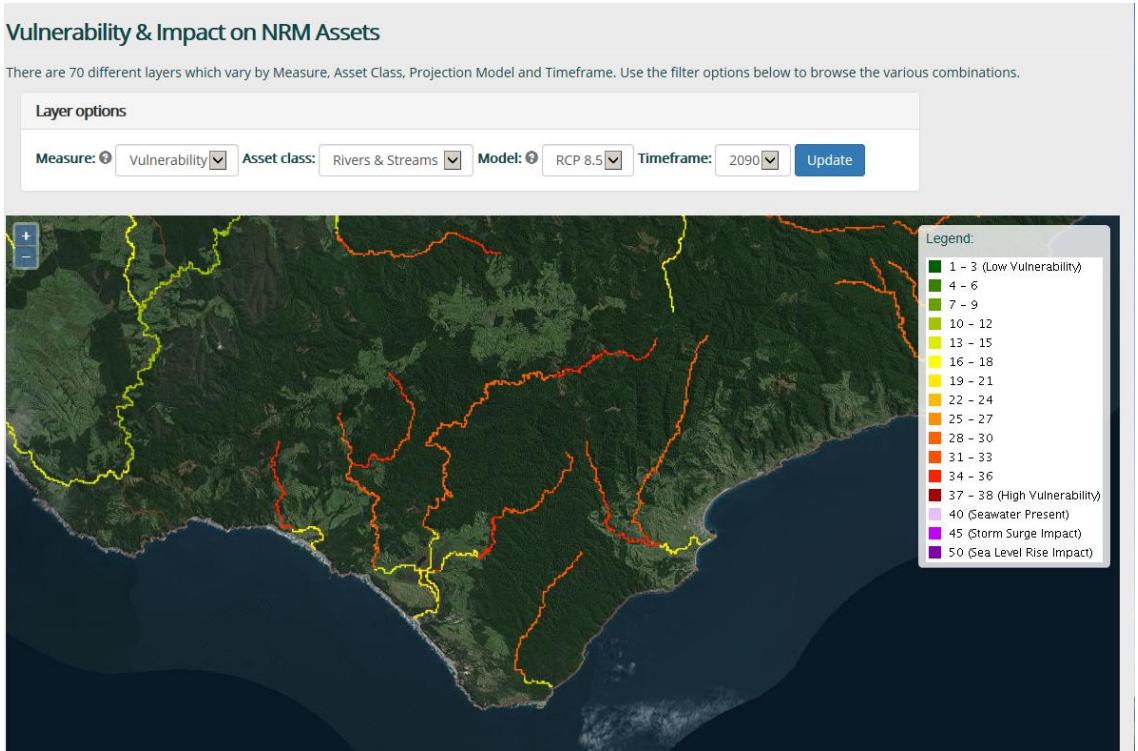 Vulnerability & Impact on NRM Assets
There are 70 different layers which vary by Measure, Asset Class, Projection Model and Timeframe. Use the filter options below to browse the various combinations.
Layer options
Measure: ? Vulnerability Asset class: Rivers & Streams Model: ? RCP 8.5 Timeframe: 2090 Update
+
−
Legend:
1 – 3 (Low Vulnerability)
4 – 6
7 – 9
10 – 12
13 – 15
16 – 18
19 – 21
22 – 24
25 – 27
28 – 30
31 – 33
34 – 36
37 – 38 (High Vulnerability)
40 (Seawater Present)
45 (Storm Surge Impact)
50 (Sea Level Rise Impact)